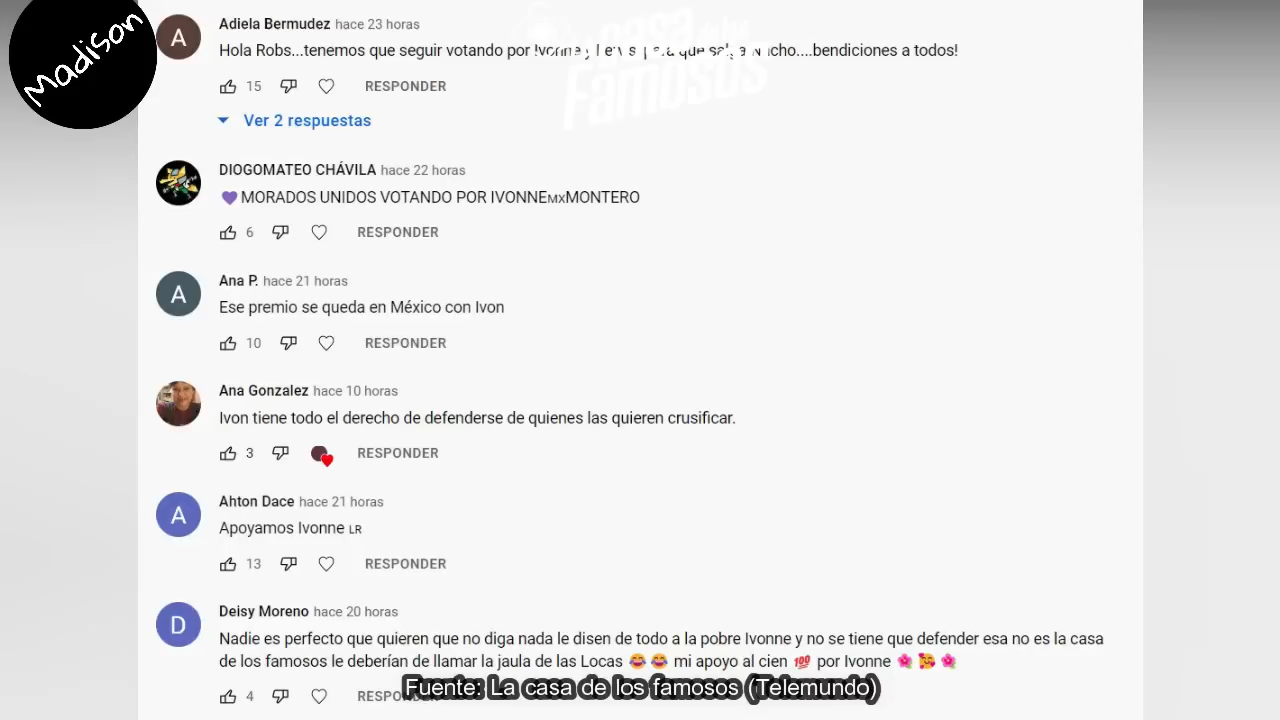 Madison
A
Adiela Bermudez hace 23 horas
Hola Robs...tenemos que seguir votando por Ivonne y para que salga Nacho....bendiciones a todos!
15 RESPONDER
Ver 2 respuestas
la casa de los
Famosos
DIOGOMATEO CHÁVILA hace 22 horas
💜MORADOS UNIDOS VOTANDO POR IVONNEMXMONTERO
6 RESPONDER
A
Ana P. hace 21 horas
Ese premio se queda en México con Ivon
10 RESPONDER
Ana Gonzalez hace 10 horas
Ivon tiene todo el derecho de defenderse de quienes las quieren crusificar.
3 RESPONDER
A
Ahton Dace hace 21 horas
Apoyamos Ivonne LR
13 RESPONDER
D
Deisy Moreno hace 20 horas
Nadie es perfecto que quieren que no diga nada le disen de todo a la pobre Ivonne y no se tiene que defender esa no es la casa
de los famosos le deberían de llamar la jaula de las Locas 😂 😂 mi apoyo al cien 💯 por Ivonne 🌸 🥰 🌸
4 RESPONDER
Fuente: La casa de los famosos (Telemundo)